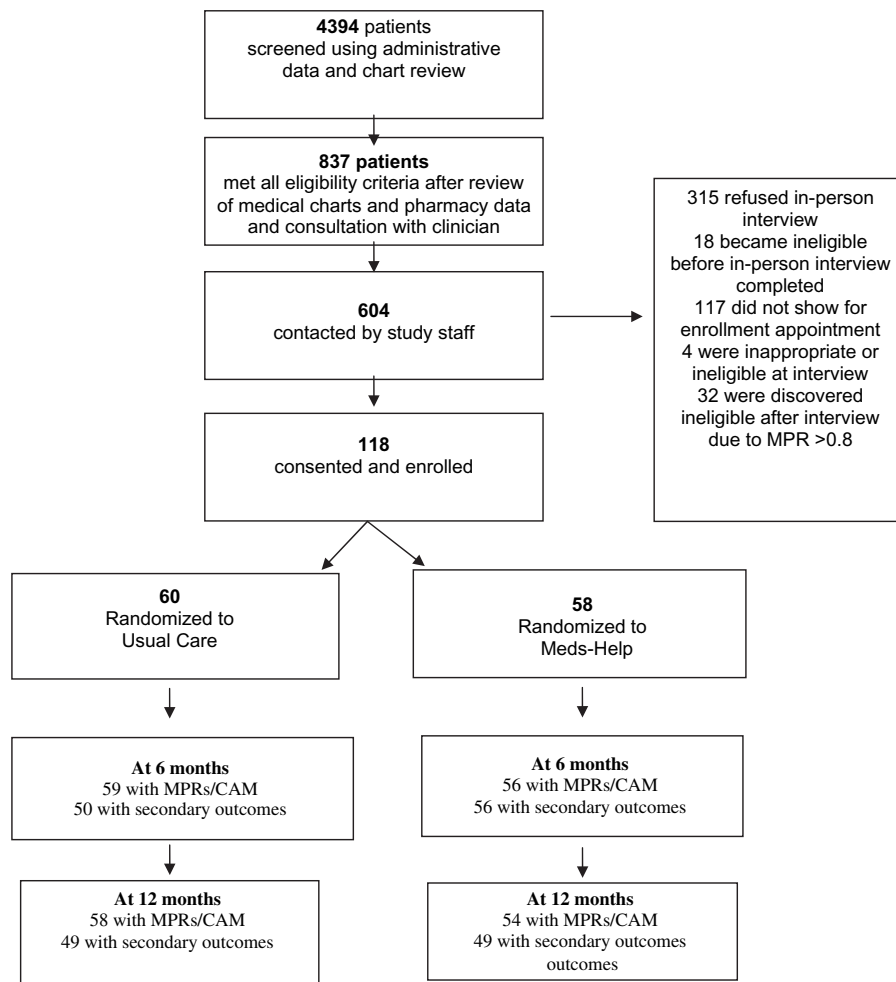 4394 patients
screened using administrative
data and chart review
837 patients
met all eligibility criteria after review
of medical charts and pharmacy data
and consultation with clinician
315 refused in-person
interview
18 became ineligible
before in-person interview
completed
117 did not show for
enrollment appointment
4 were inappropriate or
ineligible at interview
32 were discovered
ineligible after interview
due to MPR >0.8
604
contacted by study staff
118
consented and enrolled
60
Randomized to
Usual Care
58
Randomized to
Meds-Help
At 6 months
59 with MPRs/CAM
50 with secondary outcomes
At 6 months
56 with MPRs/CAM
56 with secondary outcomes
At 12 months
58 with MPRs/CAM
49 with secondary outcomes
At 12 months
54 with MPRs/CAM
49 with secondary outcomes
outcomes